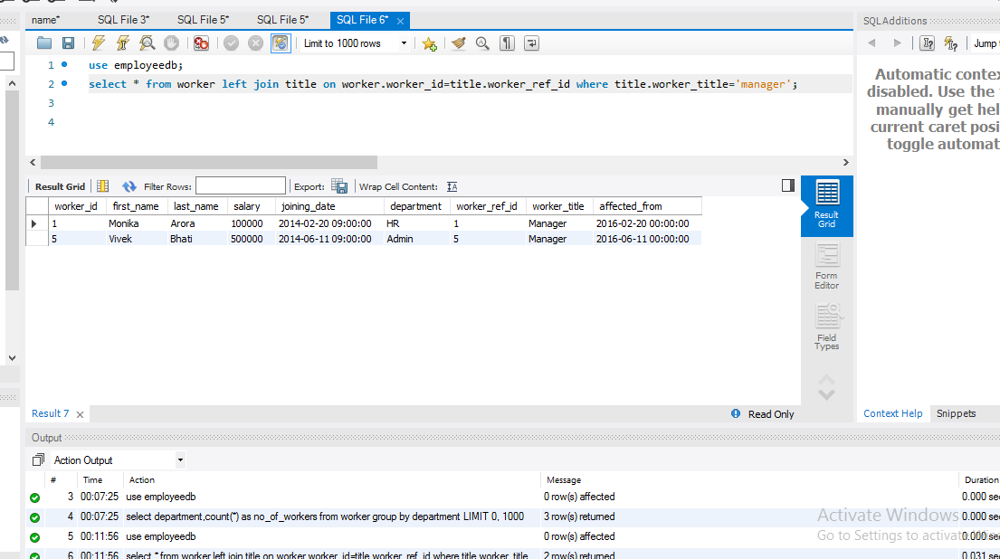 name*
SQL File 3*
SQL File 5*
SQL File 5*
SQL File 6*
SQLAdditions
Limit to 1000 rows
Jump
1 use employeedb;
2 select * from worker left join title on worker.worker_id=title.worker_ref_id where title.worker_title='manager';
3
4
Automatic contex
disabled. Use the
manually get hel
current caret posi
toggle automat
Result Grid
Filter Rows:
Export:
Wrap Cell Content:
worker_id first_name last_name salary joining_date department worker_ref_id worker_title affected_from
1 Monika Arora 100000 2014-02-20 09:00:00 HR 1 Manager 2016-02-20 00:00:00
5 Vivek Bhati 500000 2014-06-11 09:00:00 Admin 5 Manager 2016-06-11 00:00:00
Result
Grid
Form
Editor
Field
Types
Result 7
Read Only
Context Help
Snippets
Output
Action Output
# Time Action Message Duration
3 00:07:25 use employeedb 0 row(s) affected 0.000 sec
4 00:07:25 select department,count(*) as no_of_workers from worker group by department LIMIT 0, 1000 3 row(s) returned 0.000 sec
5 00:11:56 use employeedb 0 row(s) affected 0.000 sec
6 00:11:56 select * from worker left join title on worker.worker_id=title.worker_ref_id where title.worker_title 2 row(s) returned 0.031 sec
Activate Windows
Go to Settings to activate